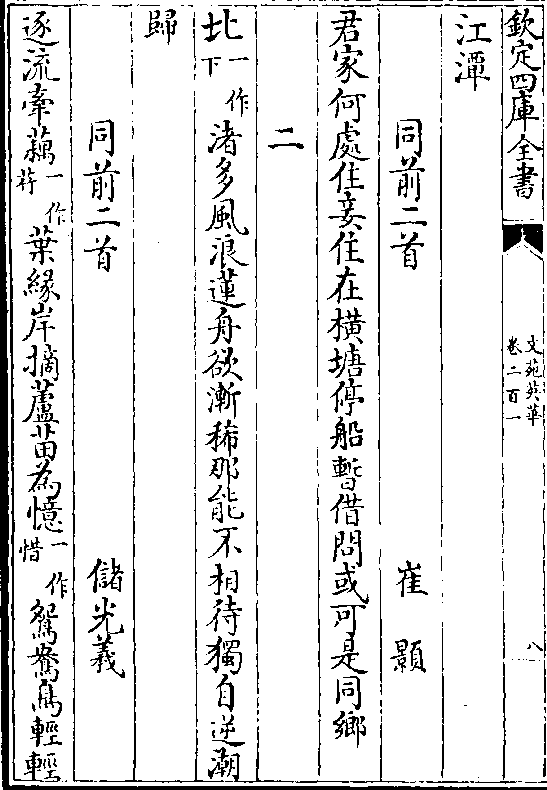 欽定四庫全書
文苑英華
卷二百一
八
江潭
同前二首 崔顥
君家何處住妾住在橫塘停船暫借問或可是同鄉
二
北一作下渚多風浪蓮舟欲漸稀那能不相待獨自逆潮
歸
同前二首 儲光義
逐流牽藕一作荇葉緣岸摘蘆苗為憶一作惜鴛鴦鳥輕輕